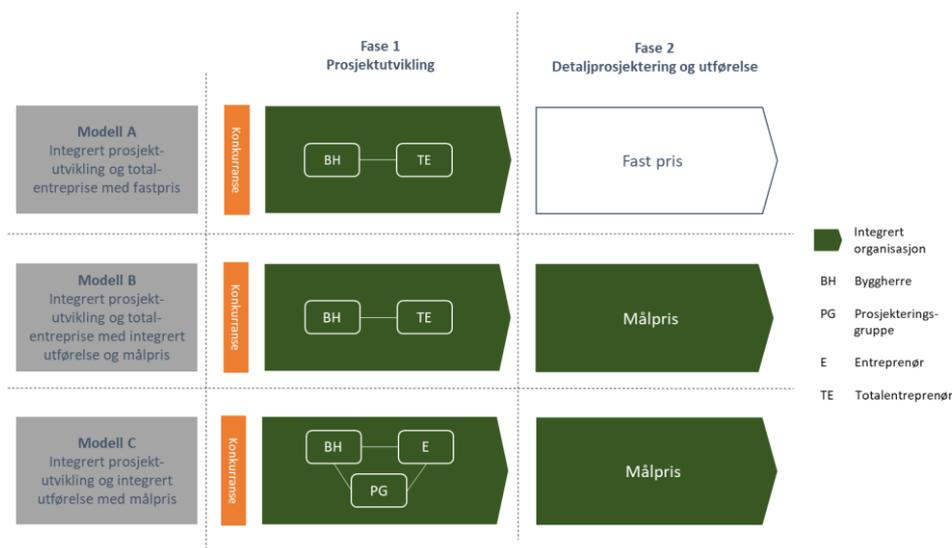 Fase 1
Prosjektutvikling
Fase 2
Detaljprosjektering og utførelse
Modell A
Integrert prosjekt-
utvikling og total-
entreprise med fastpris
Konkurranse
BH
TE
Fast pris
Modell B
Integrert prosjekt-
utvikling og total-
entreprise med integrert
utførelse og målpris
Konkurranse
BH
TE
Målpris
Modell C
Integrert prosjekt-
utvikling og integrert
utførelse med målpris
Konkurranse
BH
E
PG
Målpris
Integrert
organisasjon
BH Byggherre
PG Prosjekterings-
gruppe
E Entreprenør
TE Totalentreprenør